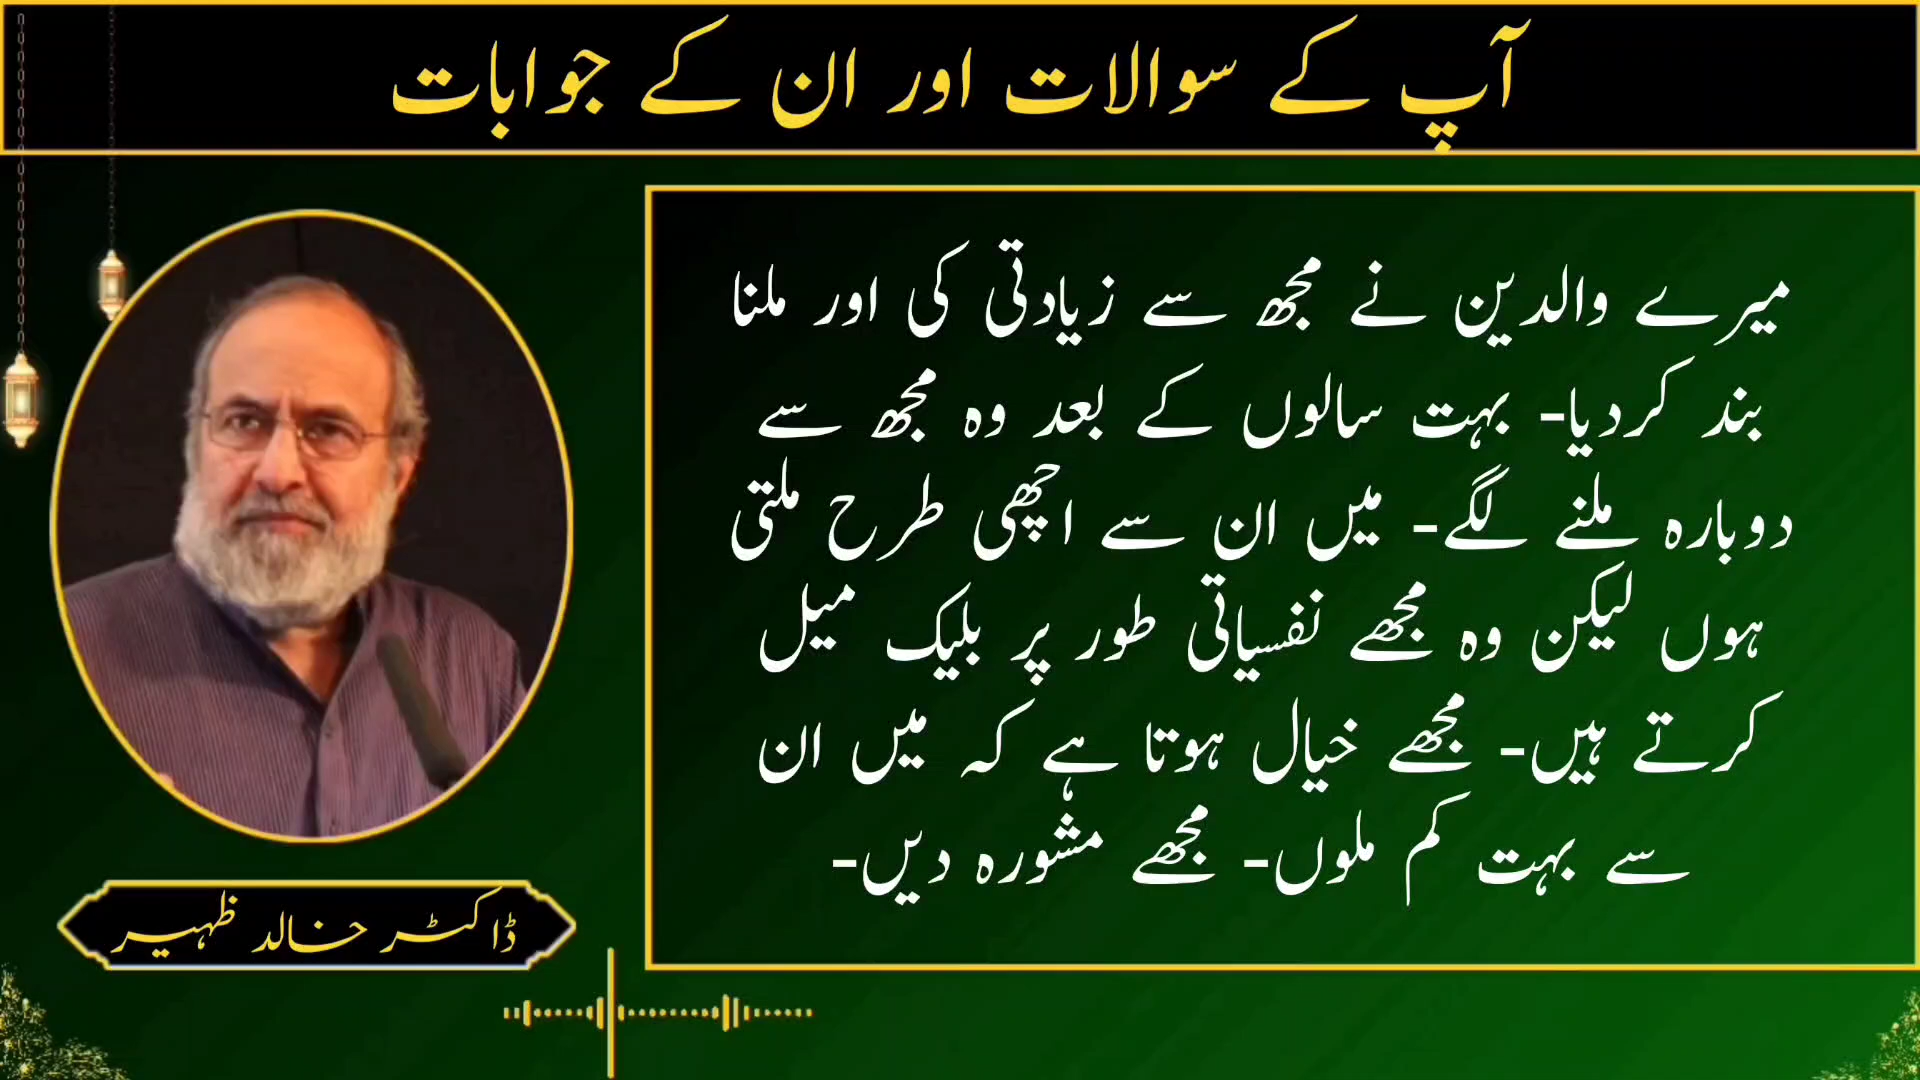 آپ کے سوالات اور ان کے جوابات
میرے والدین نے مجھ سے زیادتی کی اور ملنا
بند کردیا- بہت سالوں کے بعد وہ مجھ سے
دوبارہ ملنے لگے- میں ان سے اچھی طرح ملتی
ہوں لیکن وہ مجھے نفسیاتی طور پر بلیک میل
کرتے ہیں- مجھے خیال ہوتا ہے کہ میں ان
سے بہت کم ملوں- مجھے مشورہ دیں-
ڈاکٹر خالد ظہیر